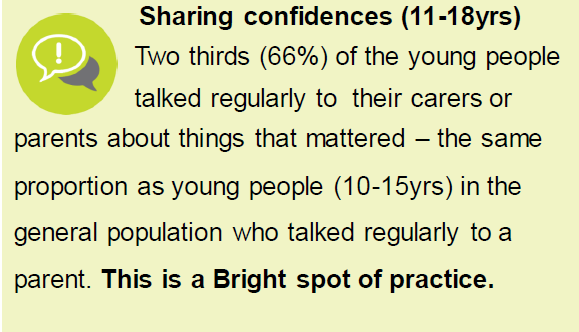 Sharing confidences (11-18yrs)
Two thirds (66%) of the young people
talked regularly to their carers or
parents about things that mattered – the same
proportion as young people (10-15yrs) in the
general population who talked regularly to a
parent. This is a Bright spot of practice.